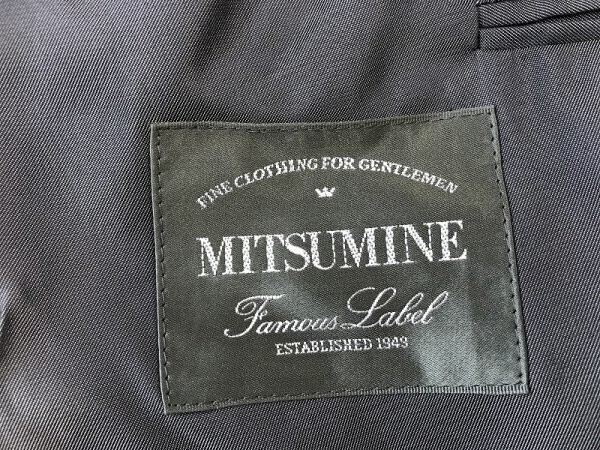 FINE CLOTHING FOR GENTLEMEN
MITSUMINE
Famous Label
ESTABLISHED 1949